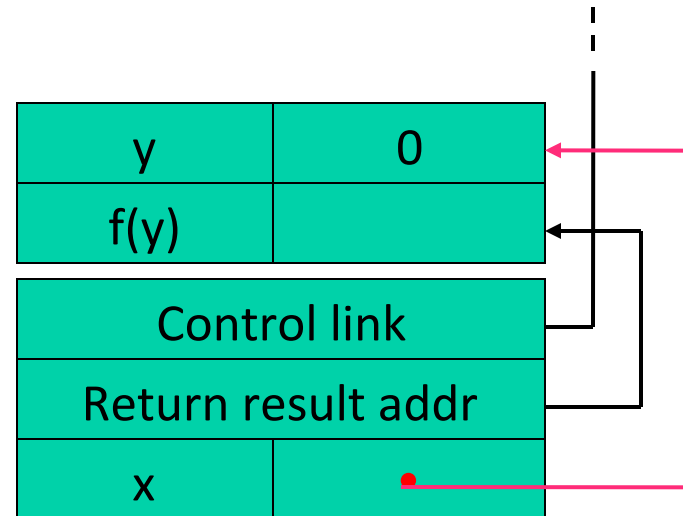 y 0
f(y)
Control link
Return result addr
x